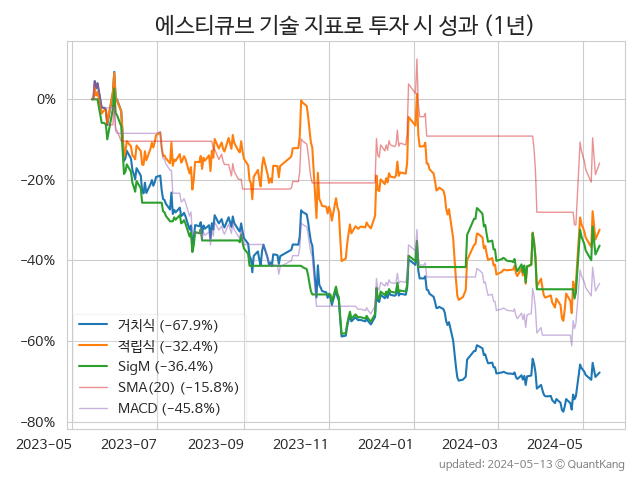 에스티큐브 기술 지표로 투자 시 성과 (1년)
0%
−20%
−40%
−60%
−80%
거치식 (−67.9%)
적립식 (−32.4%)
SigM (−36.4%)
SMA(20) (−15.8%)
MACD (−45.8%)
2023-05 2023-07 2023-09 2023-11 2024-01 2024-03 2024-05
updated: 2024-05-13 © QuantKang